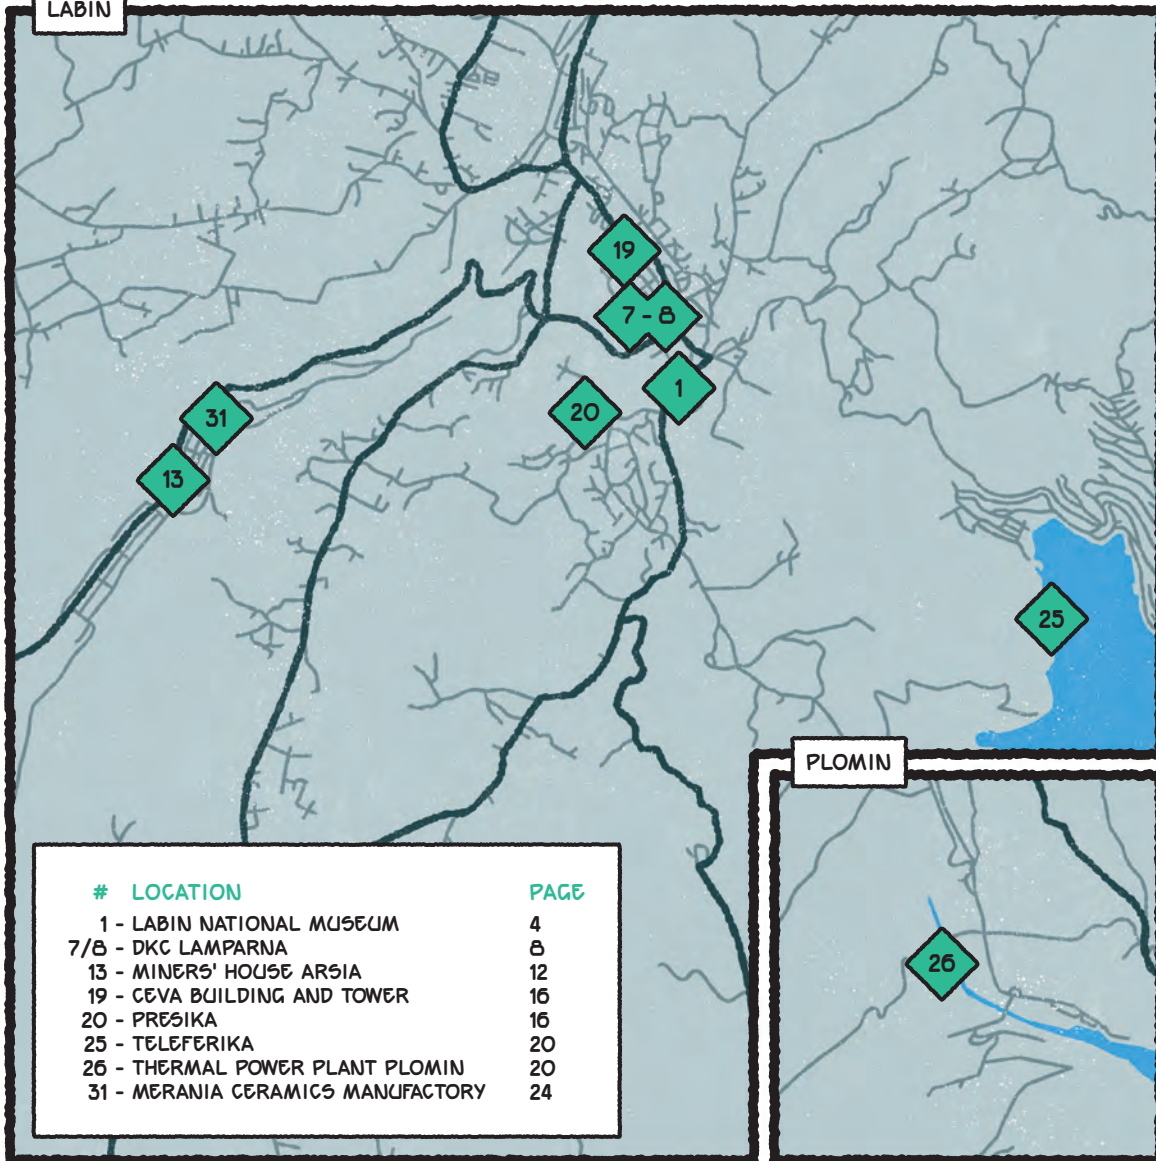 LABIN
19
7 - 8
1
20
31
13
25
PLOMIN
26
# LOCATION PAGE
1 - LABIN NATIONAL MUSEUM 4
7/8 - DKC LAMPARNA 8
13 - MINERS' HOUSE ARSIA 12
19 - CEVA BUILDING AND TOWER 16
20 - PRESIKA 16
25 - TELEFERIKA 20
26 - THERMAL POWER PLANT PLOMIN 20
31 - MERANIA CERAMICS MANUFACTORY 24